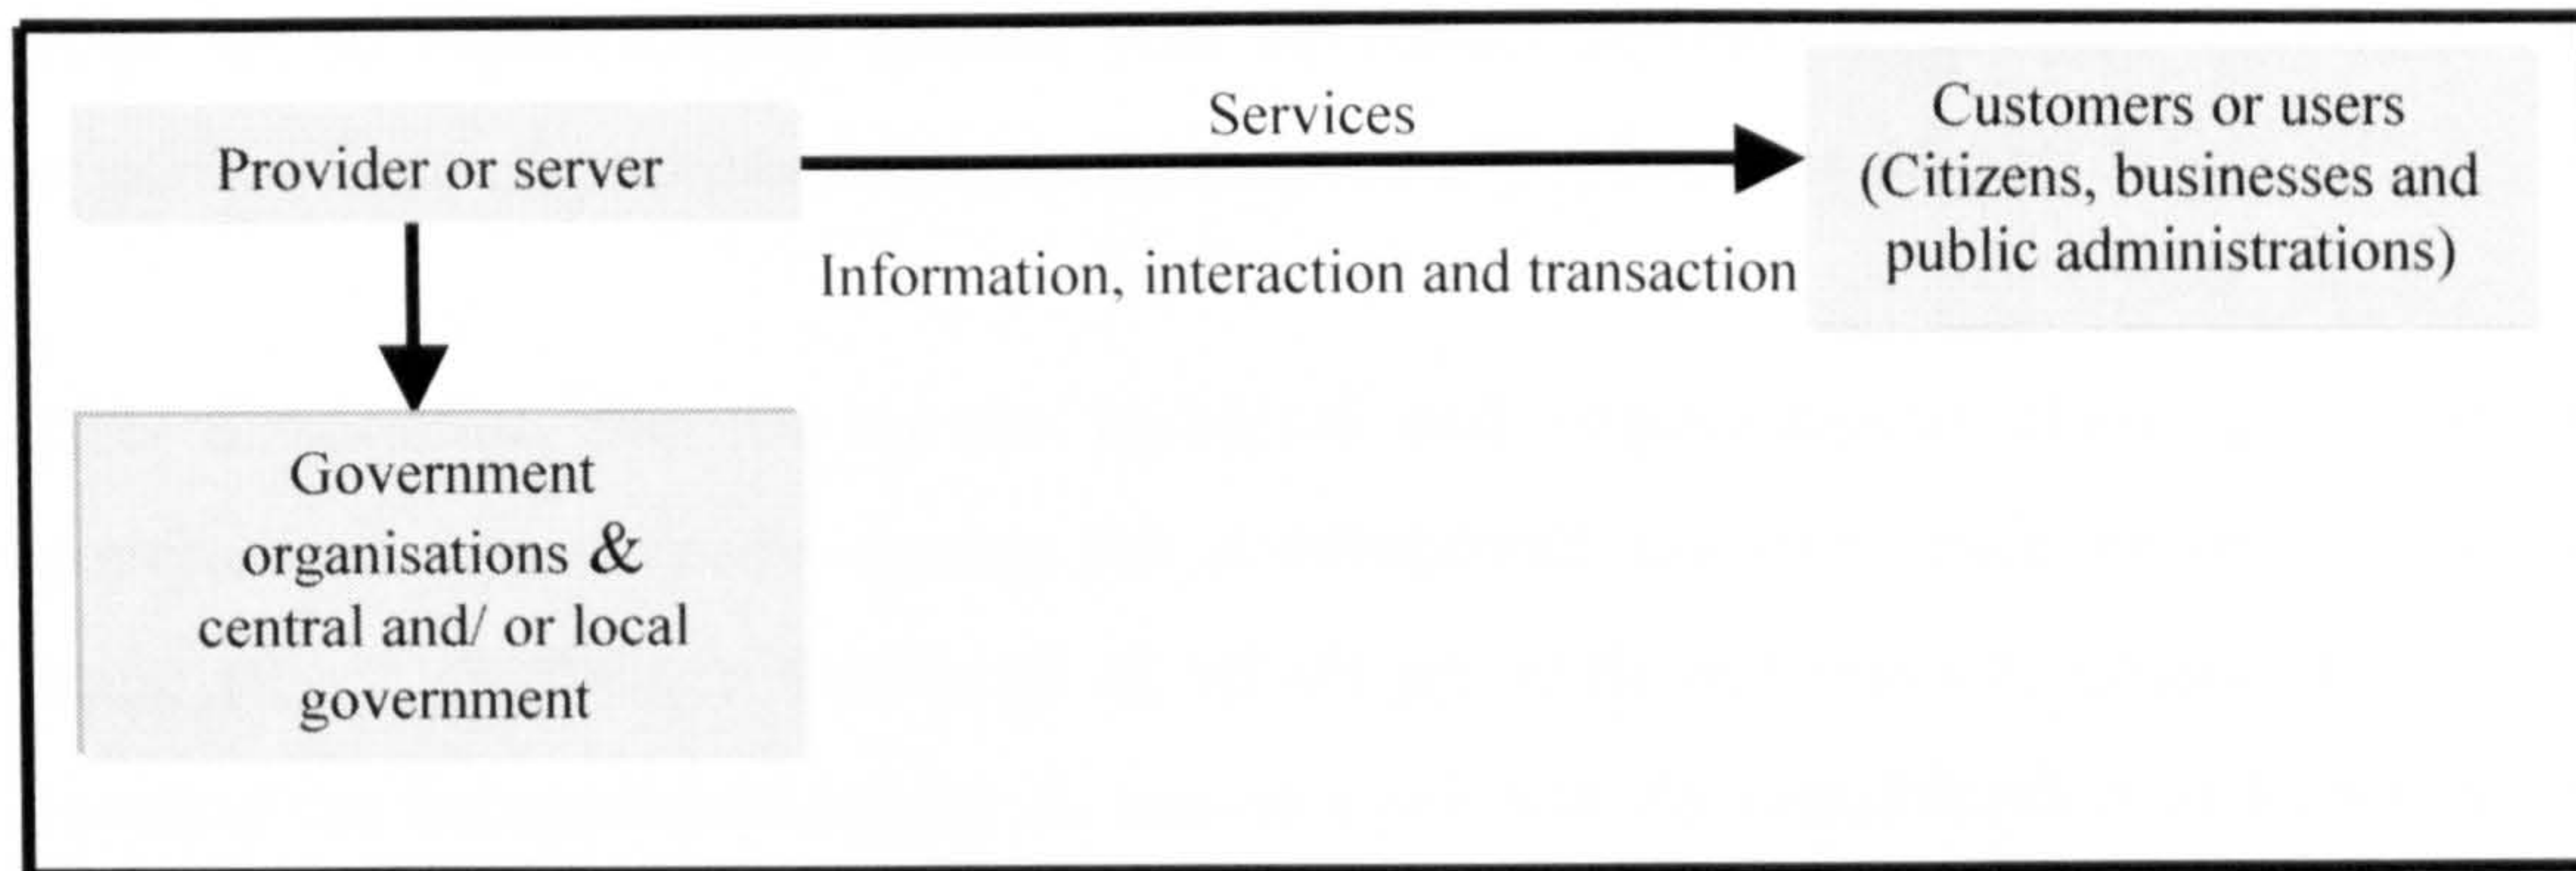 Provider or server
Services
Information, interaction and transaction
Customers or users
(Citizens, businesses and
public administrations)
Government
organisations &
central and/ or local
government